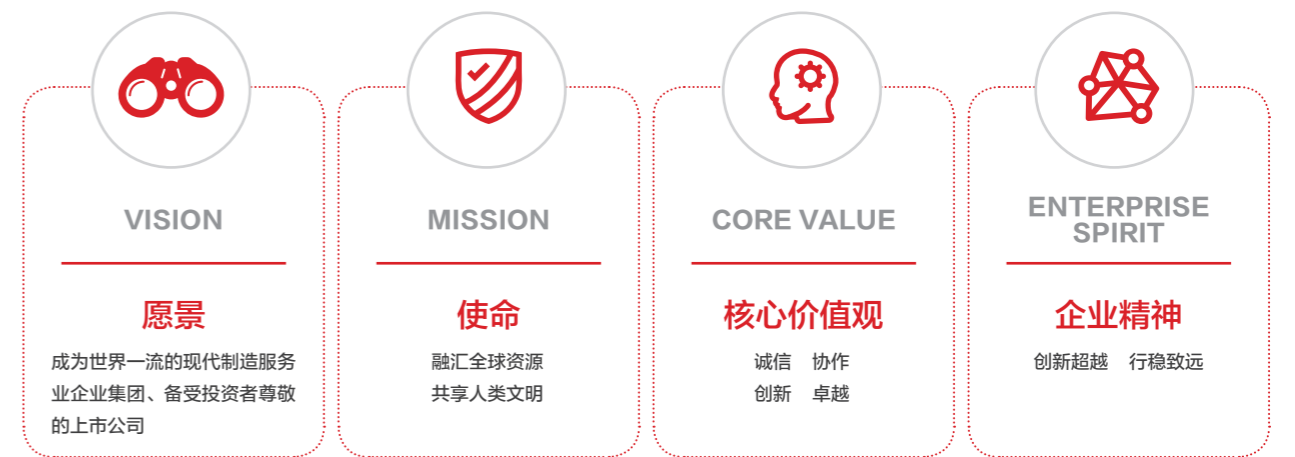 VISION
愿景
成为世界一流的现代制造服务
业企业集团、备受投资者尊敬
的上市公司
MISSION
使命
融汇全球资源
共享人类文明
CORE VALUE
核心价值观
诚信 协作
创新 卓越
ENTERPRISE
SPIRIT
企业精神
创新超越 行稳致远